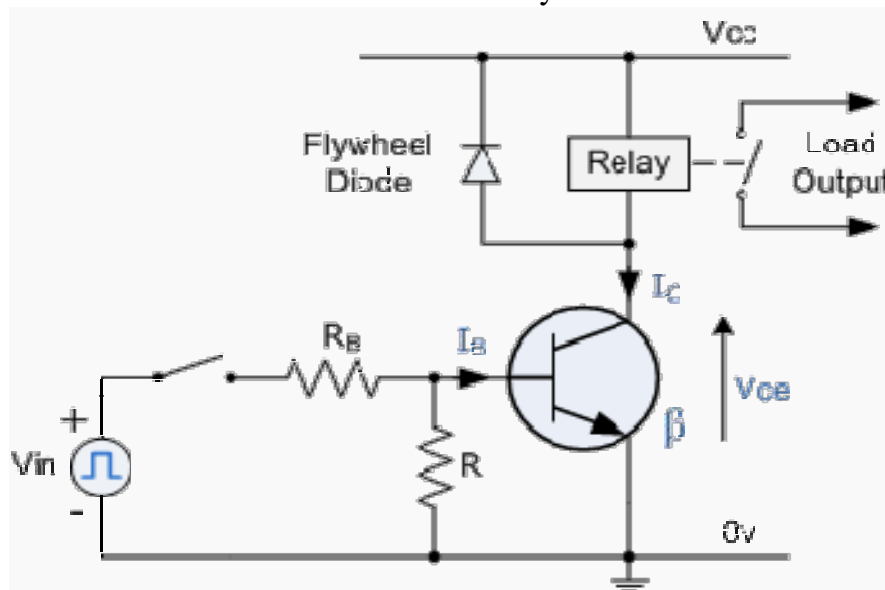 Vcc
Flywheel
Diode
Relay
Load
Output
IC
RB
IB
Vce
β
Vin
+
-
R
0v